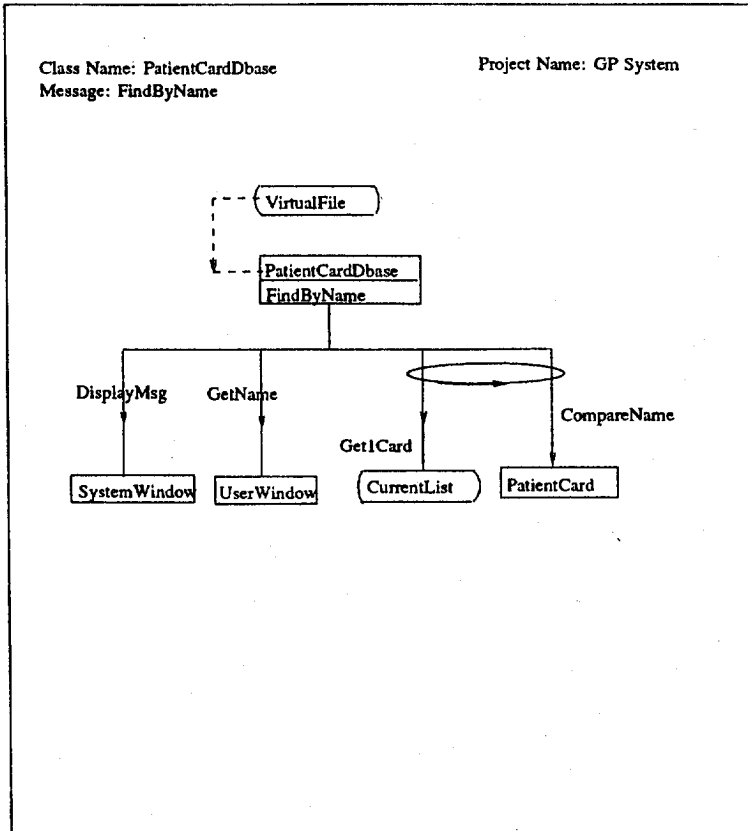 Class Name: PatientCardDbase
Project Name: GP System
Message: FindByName
VirtualFile
PatientCardDbase
FindByName
DisplayMsg
GetName
Get1Card
CompareName
SystemWindow
UserWindow
CurrentList
PatientCard